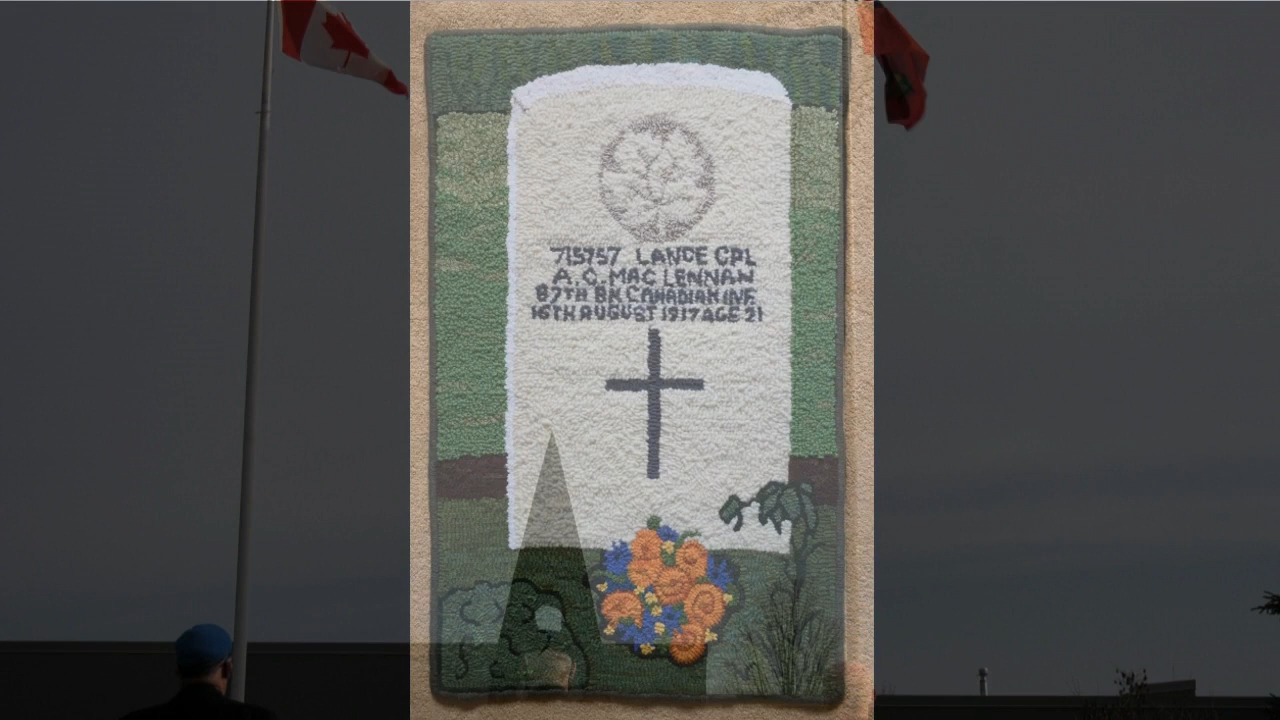 715757 LANCE CPL
A. C. MAC LENNAN
87TH BN CANADIAN INF.
16TH AUGUST 1917 AGE 21